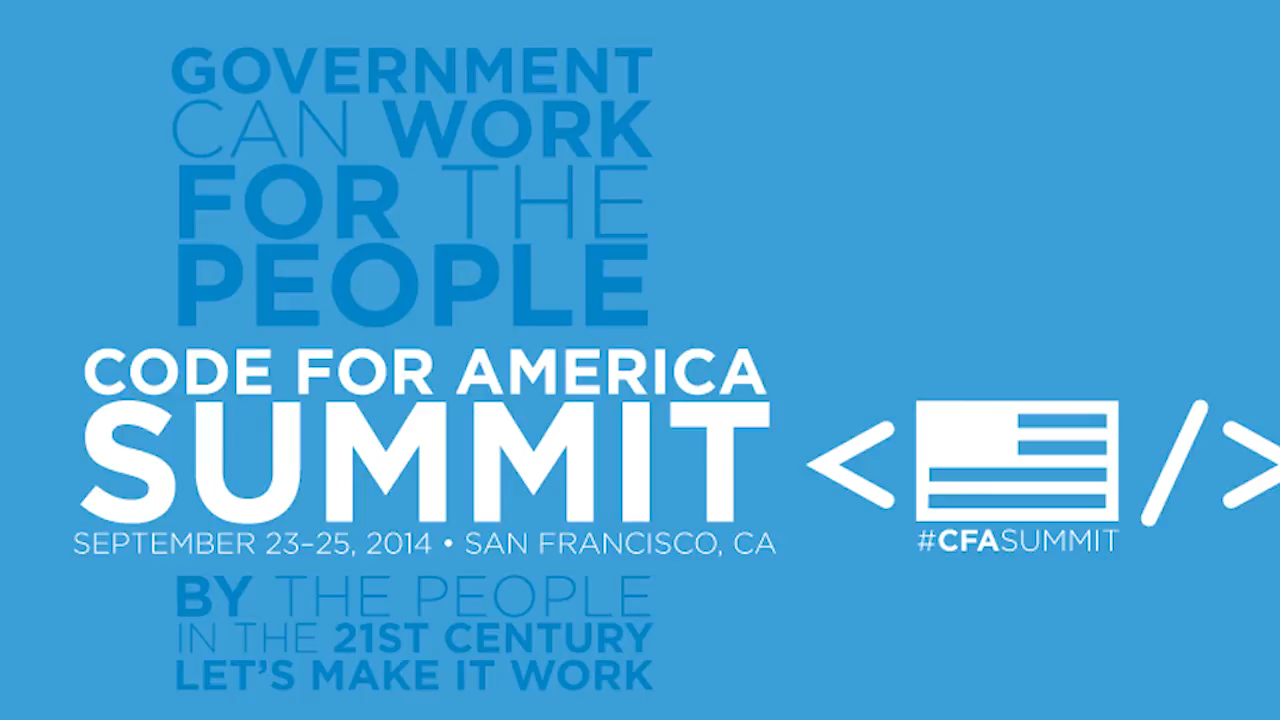 GOVERNMENT
CAN WORK
FOR THE
PEOPLE
CODE FOR AMERICA
SUMMIT
SEPTEMBER 23–25, 2014 • SAN FRANCISCO, CA
#CFASUMMIT
BY THE PEOPLE
IN THE 21ST CENTURY
LET'S MAKE IT WORK